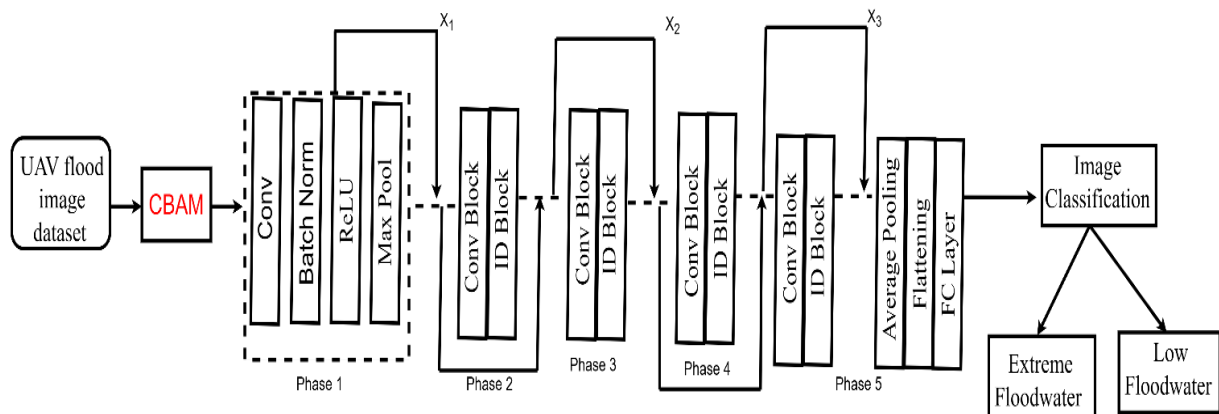 UAV flood
image
dataset
CBAM
Conv
Batch Norm
ReLU
Max Pool
Phase 1
X1
Conv Block
ID Block
Phase 2
Conv Block
ID Block
Phase 3
X2
Conv Block
ID Block
Phase 4
X3
Conv Block
ID Block
Phase 5
Average Pooling
Flattening
FC Layer
Image
Classification
Extreme
Floodwater
Low
Floodwater